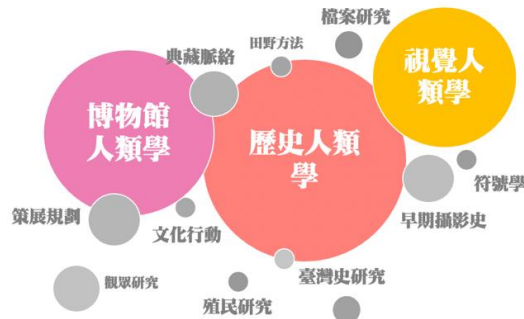 檔案研究
田野方法
典藏脈絡
視覺人
類學
博物館
人類學
歷史人類
學
符號學
早期攝影史
策展規劃
文化行動
觀眾研究
臺灣史研究
殖民研究